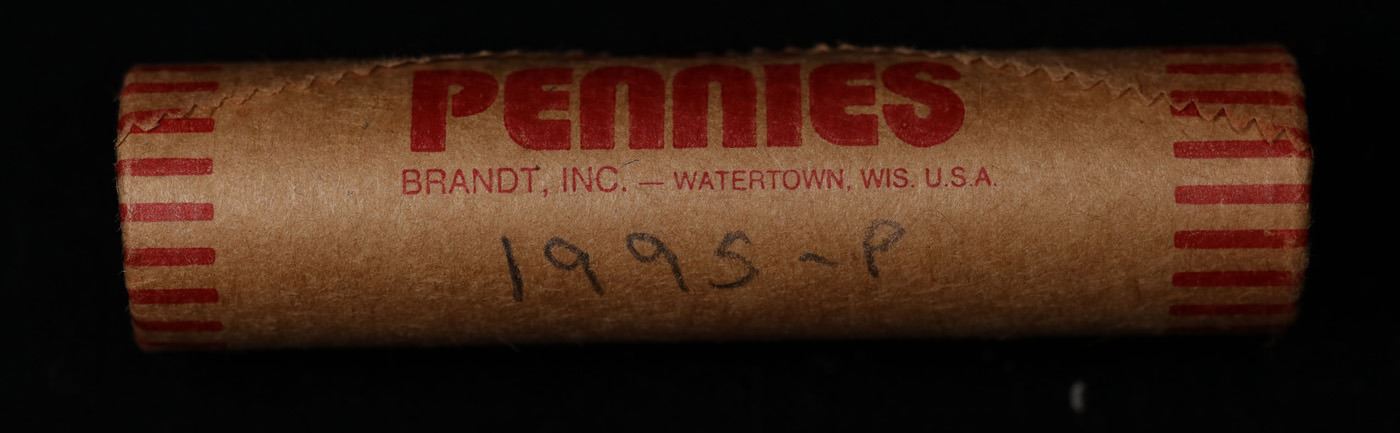 PENNIES
BRANDT, INC. — WATERTOWN, WIS. U.S.A.
1995-P